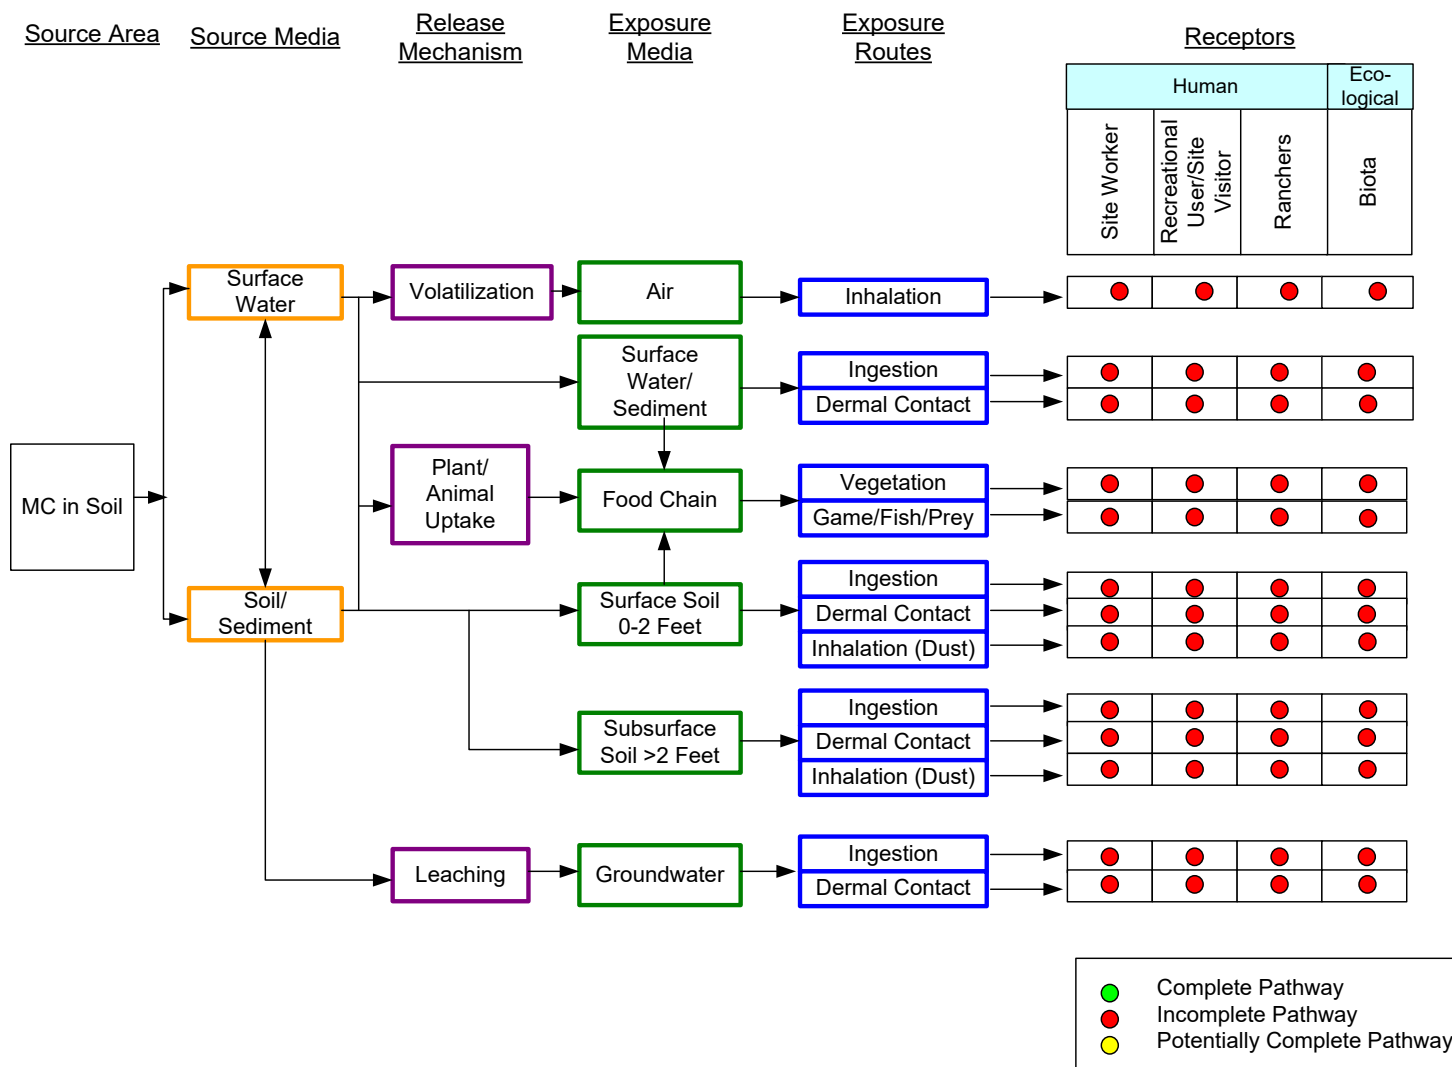 Source Area
Source Media
Release
Mechanism
Exposure
Media
Exposure
Routes
Receptors
Human
Eco-
logical
Site Worker
Recreational
User/Site
Visitor
Ranchers
Biota
Surface
Water
Volatilization
Air
Inhalation
Surface
Water/
Sediment
Ingestion
Dermal Contact
MC in Soil
Plant/
Animal
Uptake
Food Chain
Vegetation
Game/Fish/Prey
Soil/
Sediment
Surface Soil
0-2 Feet
Ingestion
Dermal Contact
Inhalation (Dust)
Subsurface
Soil >2 Feet
Ingestion
Dermal Contact
Inhalation (Dust)
Leaching
Groundwater
Ingestion
Dermal Contact
Complete Pathway
Incomplete Pathway
Potentially Complete Pathway